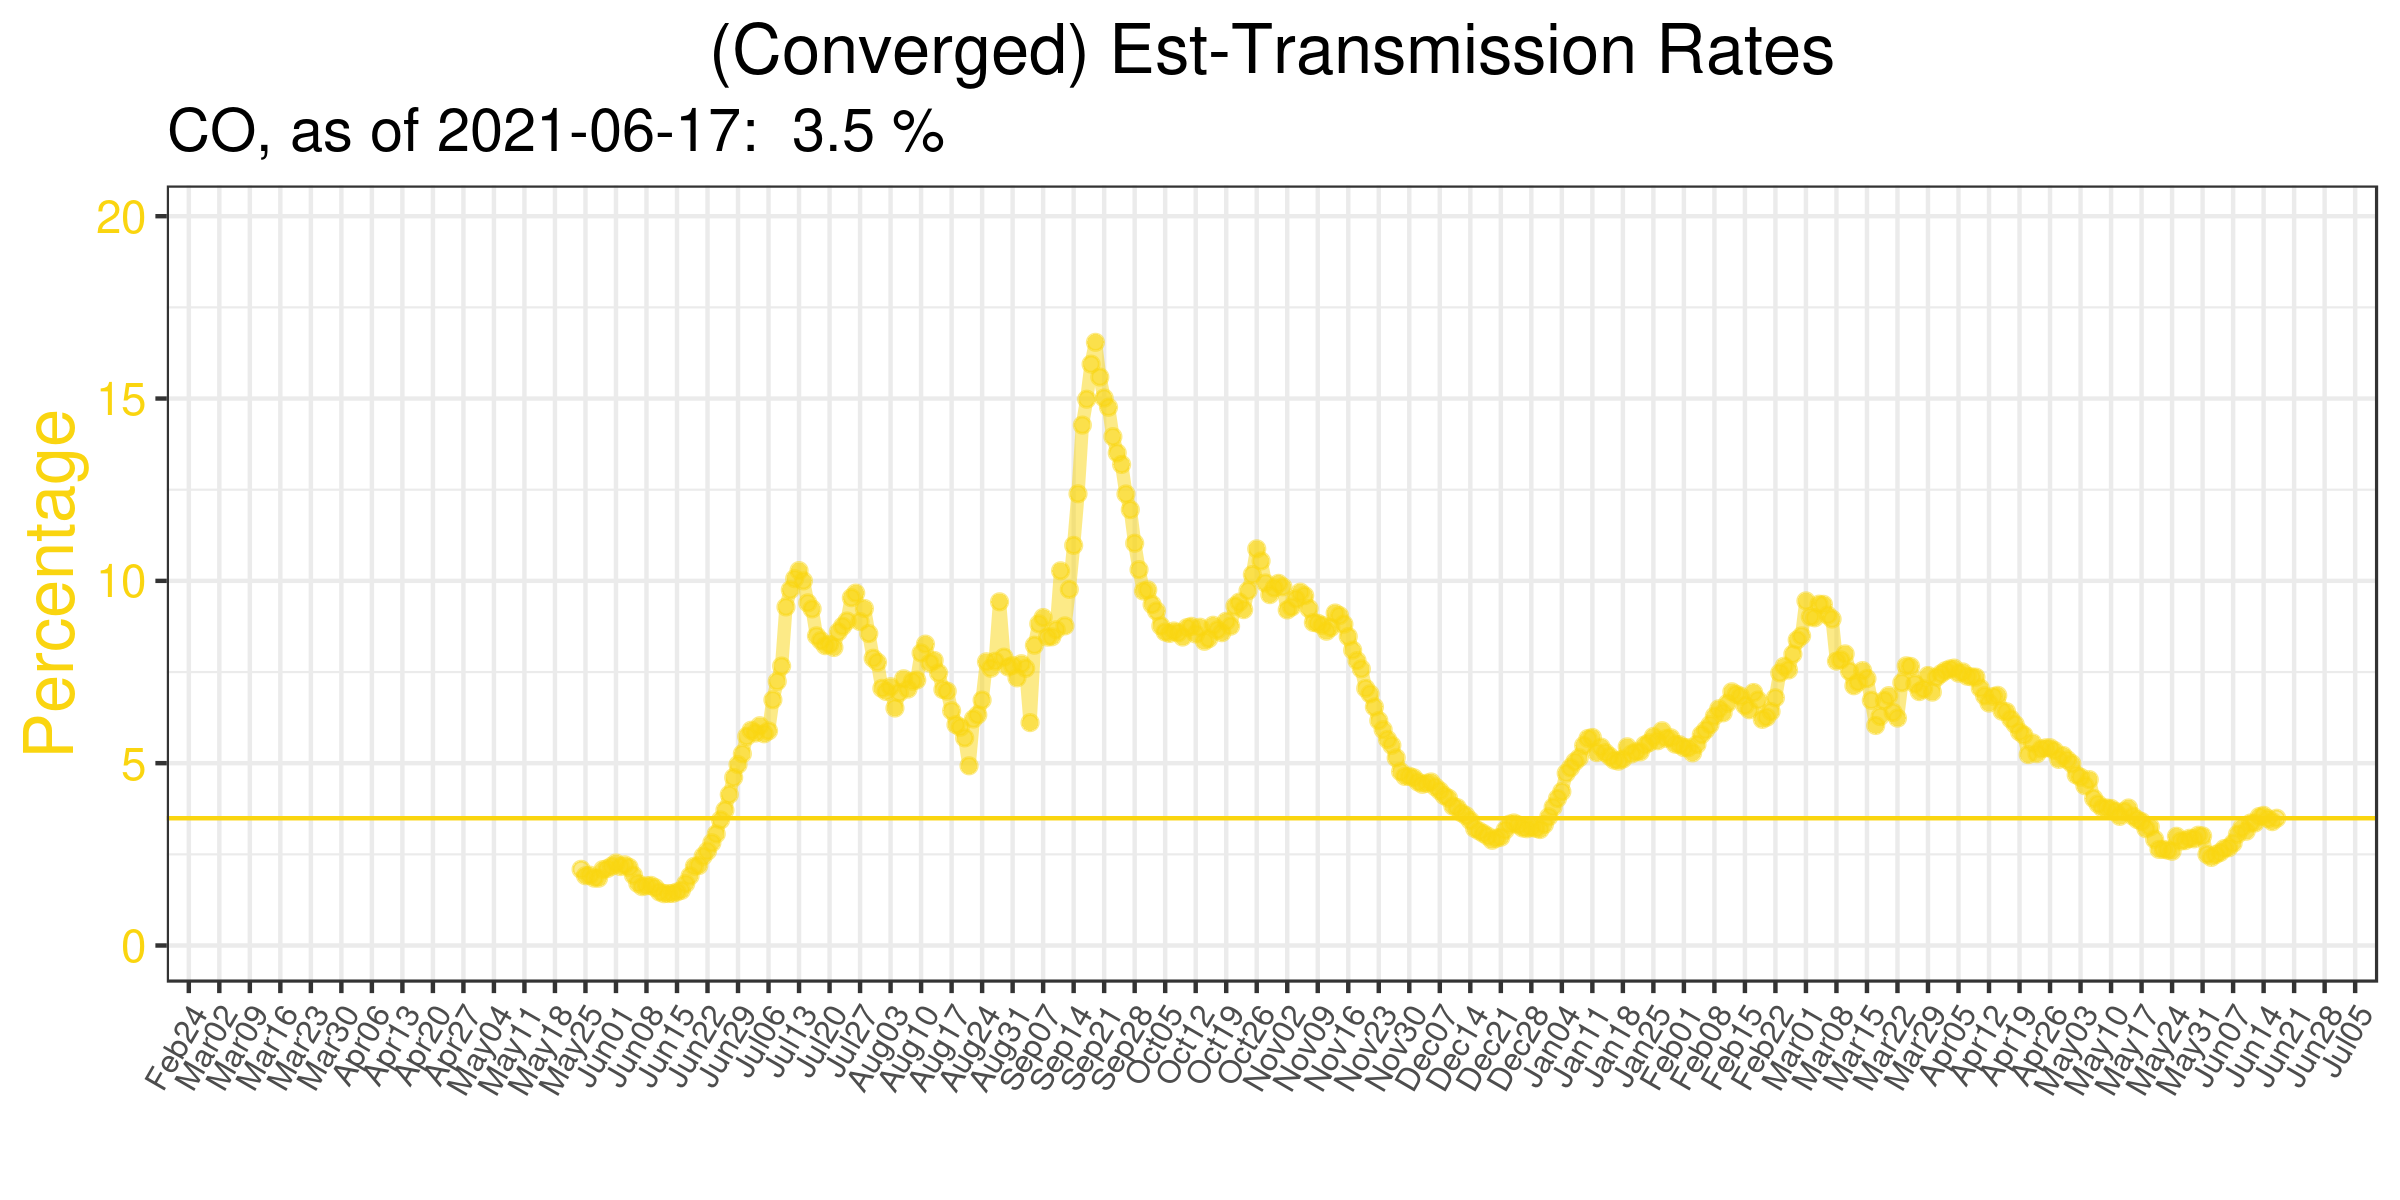 (Converged) Est-Transmission Rates
CO, as of 2021-06-17: 3.5 %
Percentage
20
15
10
5
0
Feb24
Mar02
Mar09
Mar16
Mar23
Mar30
Apr06
Apr13
Apr20
Apr27
May04
May11
May18
May25
Jun01
Jun08
Jun15
Jun22
Jun29
Jul06
Jul13
Jul20
Jul27
Aug03
Aug10
Aug17
Aug24
Aug31
Sep07
Sep14
Sep21
Sep28
Oct05
Oct12
Oct19
Oct26
Nov02
Nov09
Nov16
Nov23
Nov30
Dec07
Dec14
Dec21
Dec28
Jan04
Jan11
Jan18
Jan25
Feb01
Feb08
Feb15
Feb22
Mar01
Mar08
Mar15
Mar22
Mar29
Apr05
Apr12
Apr19
Apr26
May03
May10
May17
May24
May31
Jun07
Jun14
Jun21
Jun28
Jul05